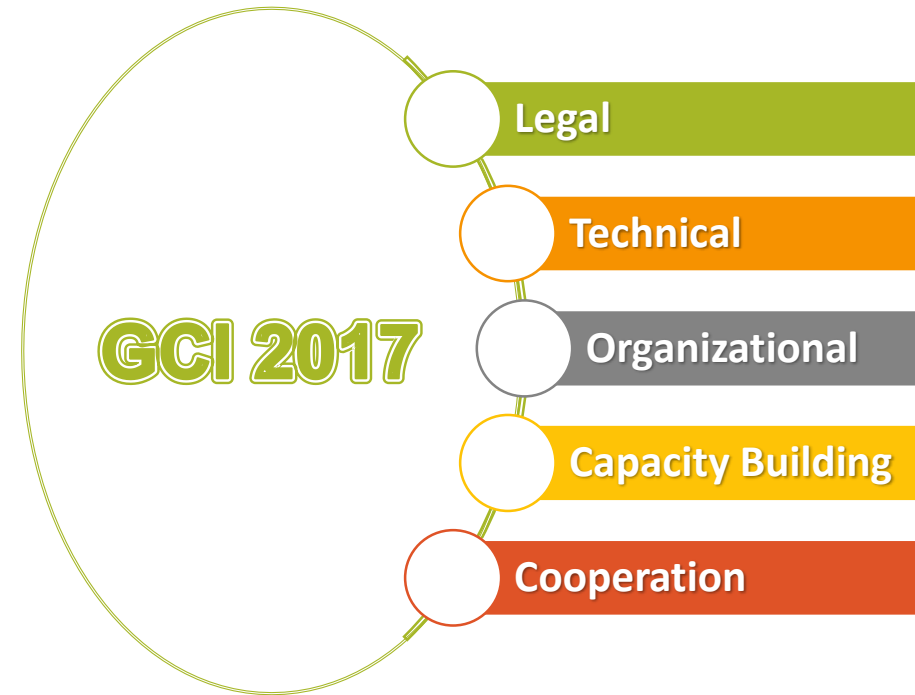 Legal
Technical
GCI 2017
Organizational
Capacity Building
Cooperation